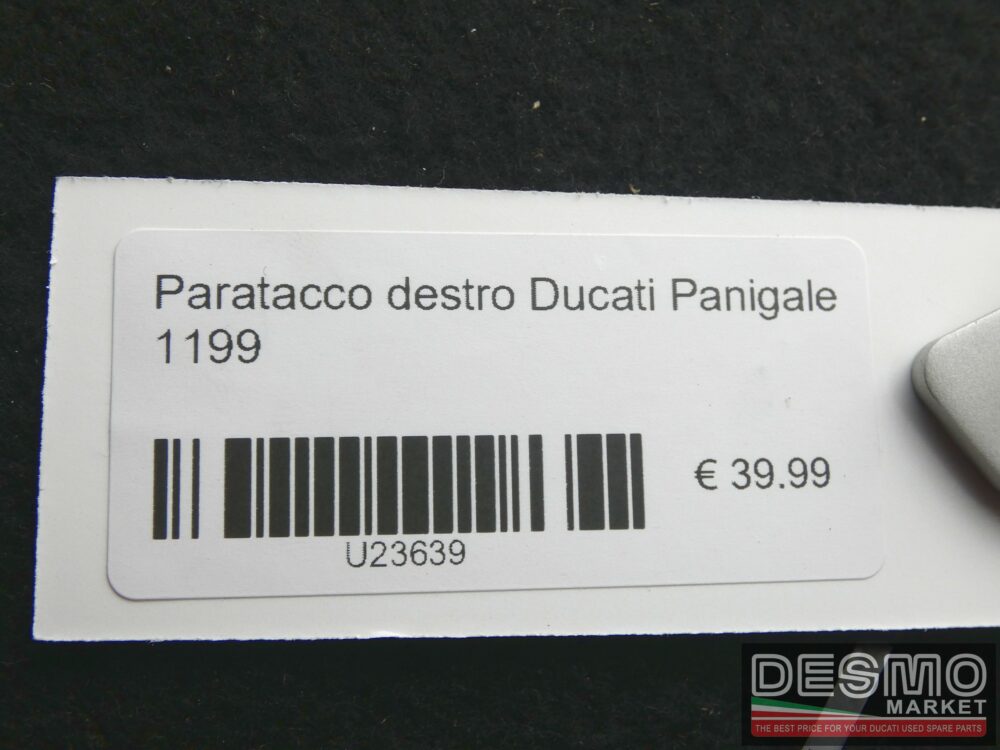 Paratacco destro Ducati Panigale
1199
€ 39.99
U23639
DESMO
MARKET
THE BEST PRICE FOR YOUR DUCATI USED SPARE PARTS